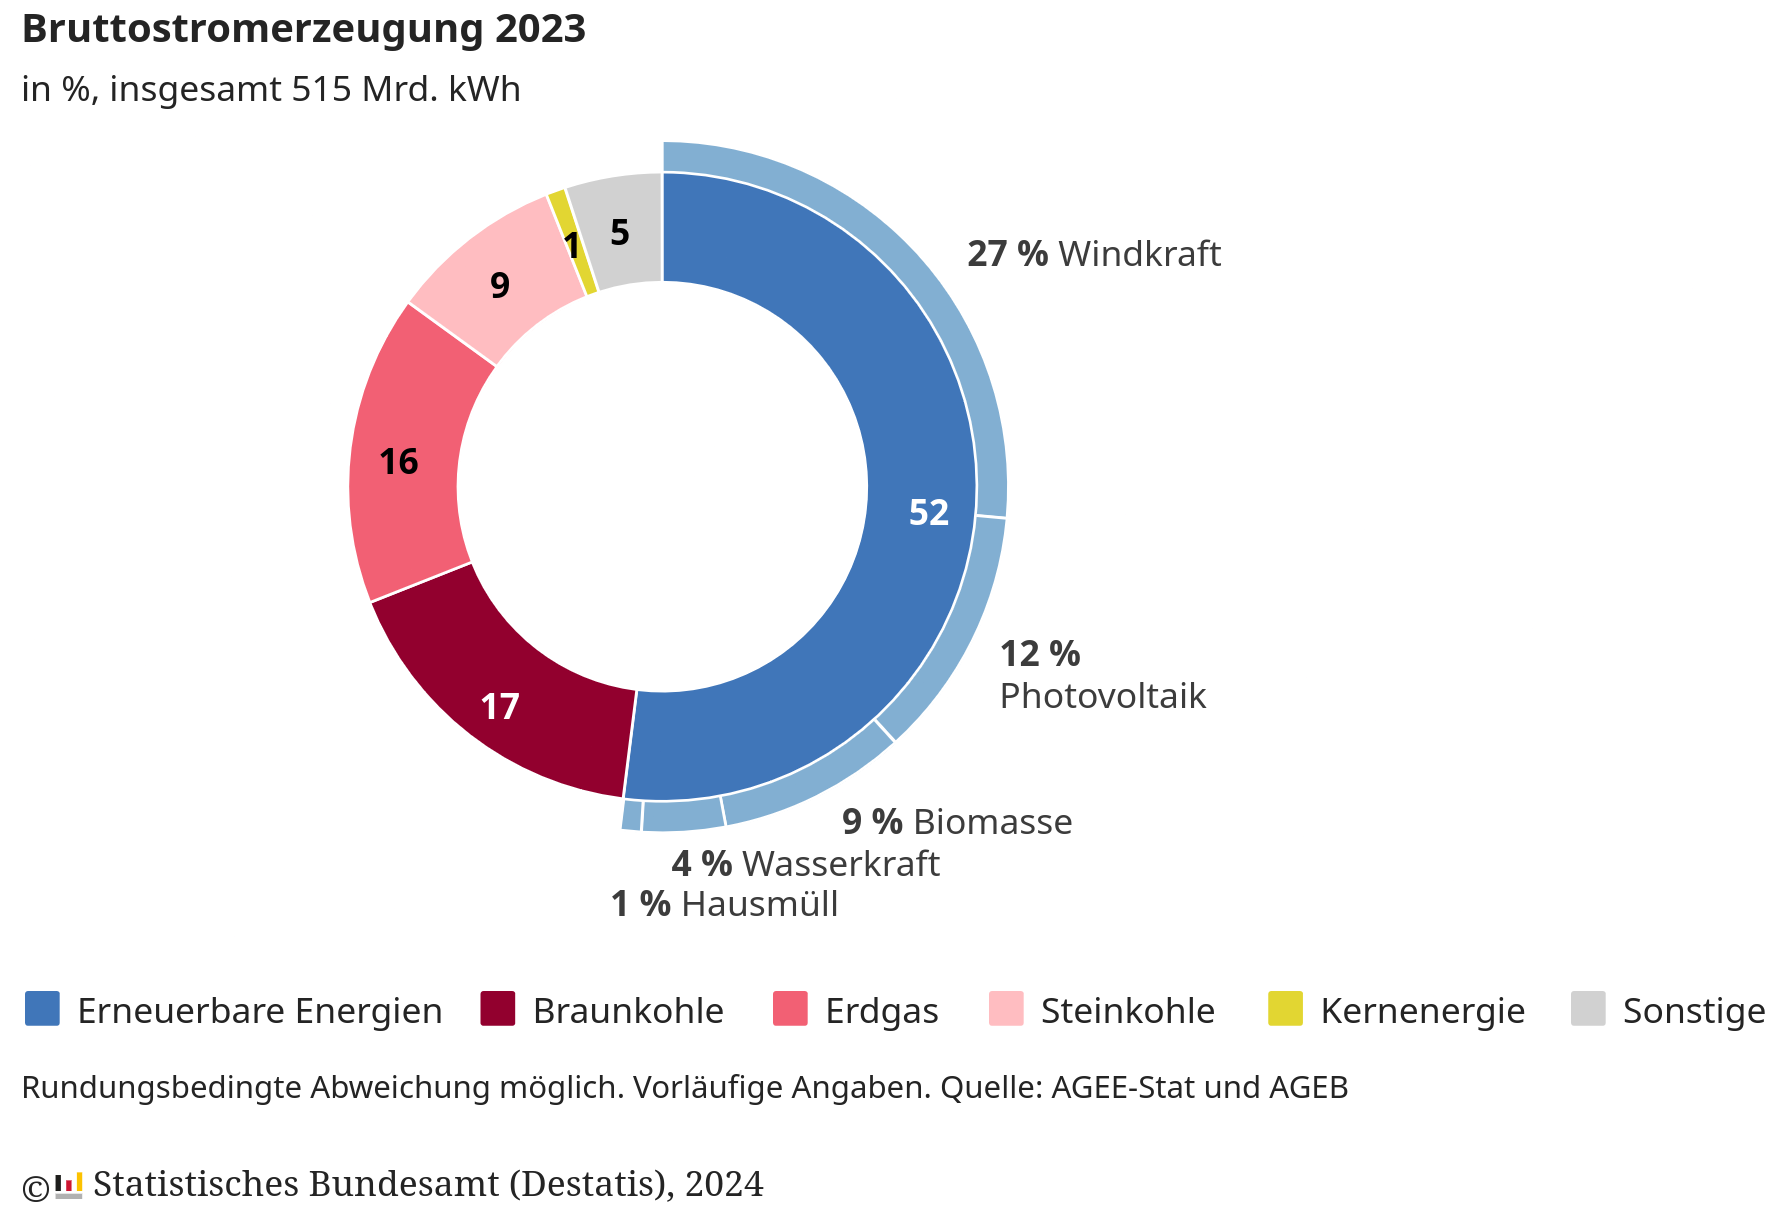 Bruttostromerzeugung 2023
in %, insgesamt 515 Mrd. kWh
5
1
9
27 % Windkraft
16
52
12 %
Photovoltaik
17
9 % Biomasse
4 % Wasserkraft
1 % Hausmüll
Erneuerbare Energien Braunkohle Erdgas Steinkohle Kernenergie Sonstige
Rundungsbedingte Abweichung möglich. Vorläufige Angaben. Quelle: AGEE-Stat und AGEB
© Statistisches Bundesamt (Destatis), 2024